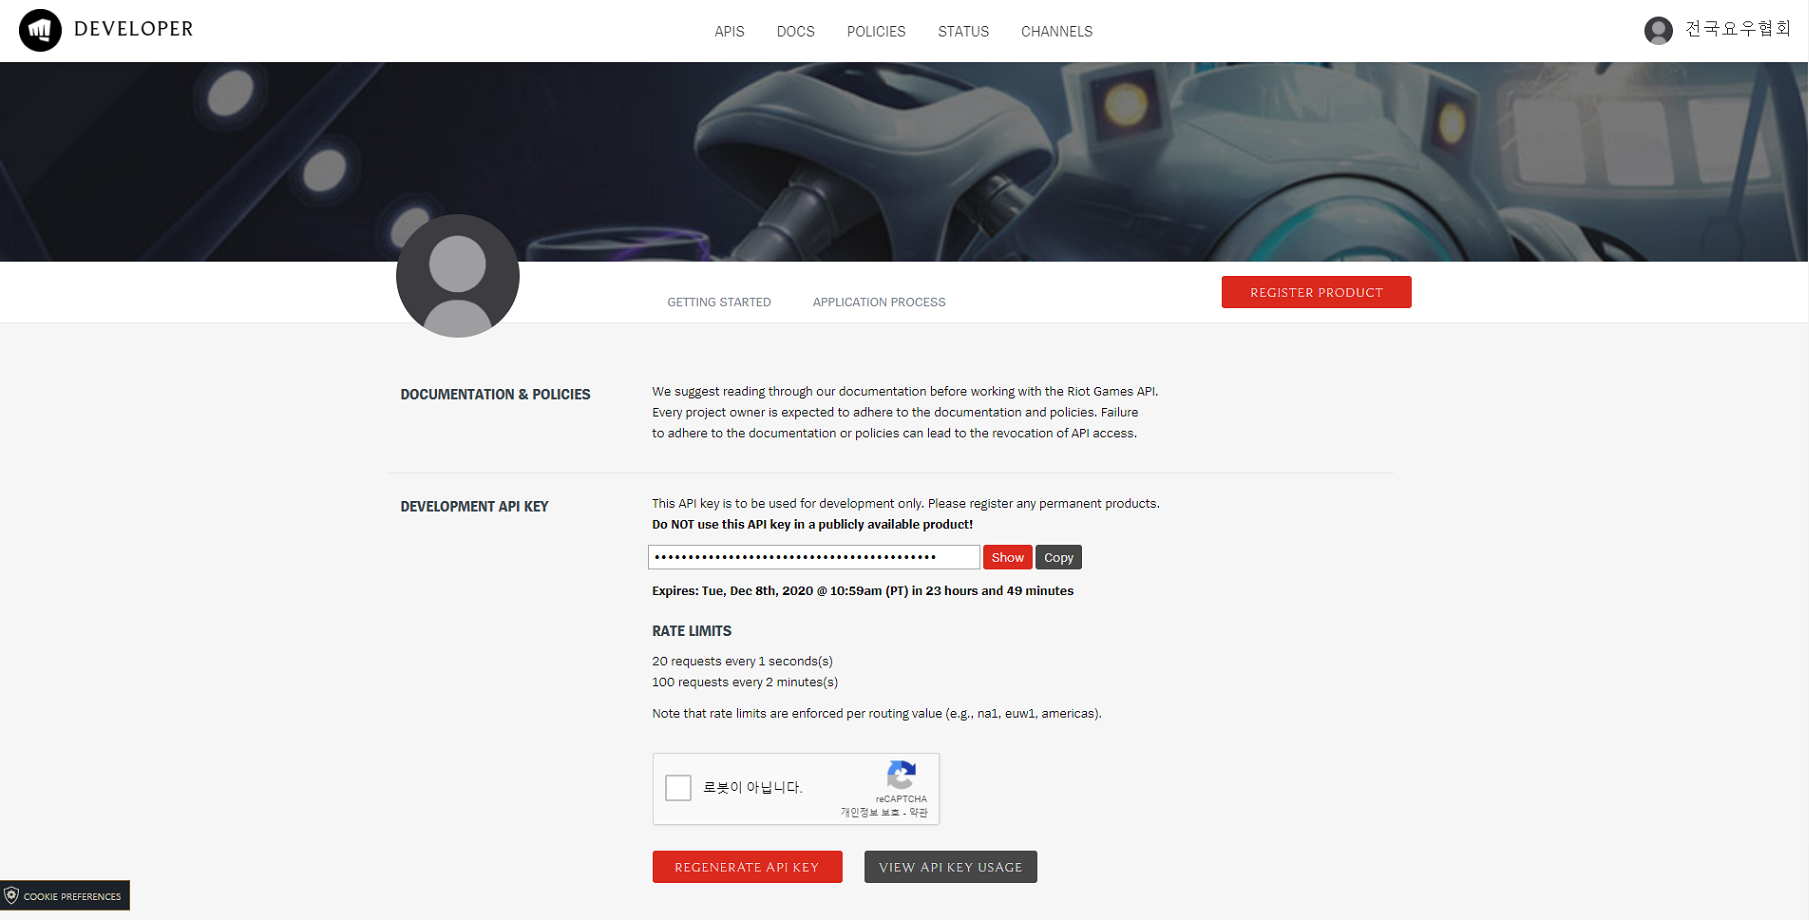 DEVELOPER
APIS
DOCS
POLICIES
STATUS
CHANNELS
전국요우협회
GETTING STARTED
APPLICATION PROCESS
REGISTER PRODUCT
DOCUMENTATION & POLICIES
We suggest reading through our documentation before working with the Riot Games API.
Every project owner is expected to adhere to the documentation and policies. Failure
to adhere to the documentation or policies can lead to the revocation of API access.
DEVELOPMENT API KEY
This API key is to be used for development only. Please register any permanent products.
Do NOT use this API key in a publicly available product!
Show
Copy
Expires: Tue, Dec 8th, 2020 @ 10:59am (PT) in 23 hours and 49 minutes
RATE LIMITS
20 requests every 1 seconds(s)
100 requests every 2 minutes(s)
Note that rate limits are enforced per routing value (e.g., na1, euw1, americas).
로봇이 아닙니다.
reCAPTCHA
개인정보 보호 - 약관
REGENERATE API KEY
VIEW API KEY USAGE
COOKIE PREFERENCES